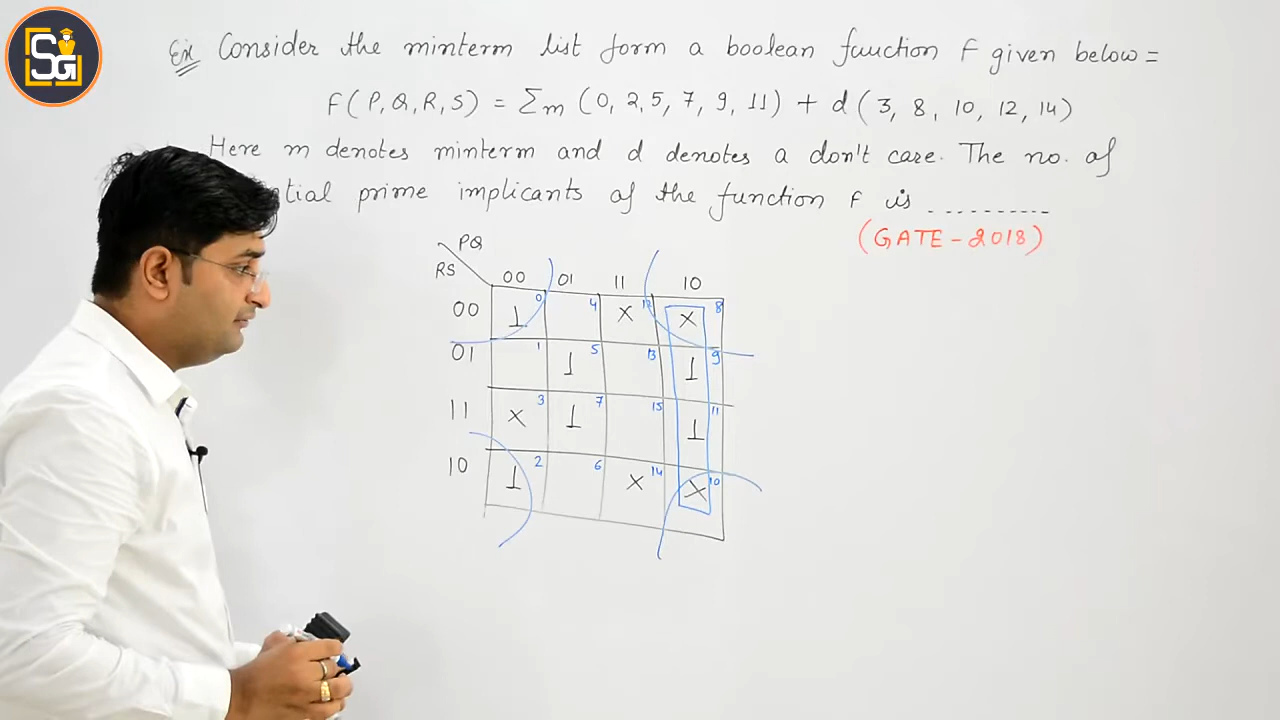 SG
Ex Consider the minterm list form a boolean function F given below =
F(P,Q,R,S) = Σm (0, 2, 5, 7, 9, 11) + d (3, 8, 10, 12, 14)
Here m denotes minterm and d denotes a don't care. The no. of
prime implicants of the function F is ----------
(GATE-2018)
PQ
RS 00 01 11 10
00 1 0 4 X 12 X 8
01 1 1 5 13 1 9
11 X 3 1 7 15 1 11
10 1 2 6 X 14 X 10